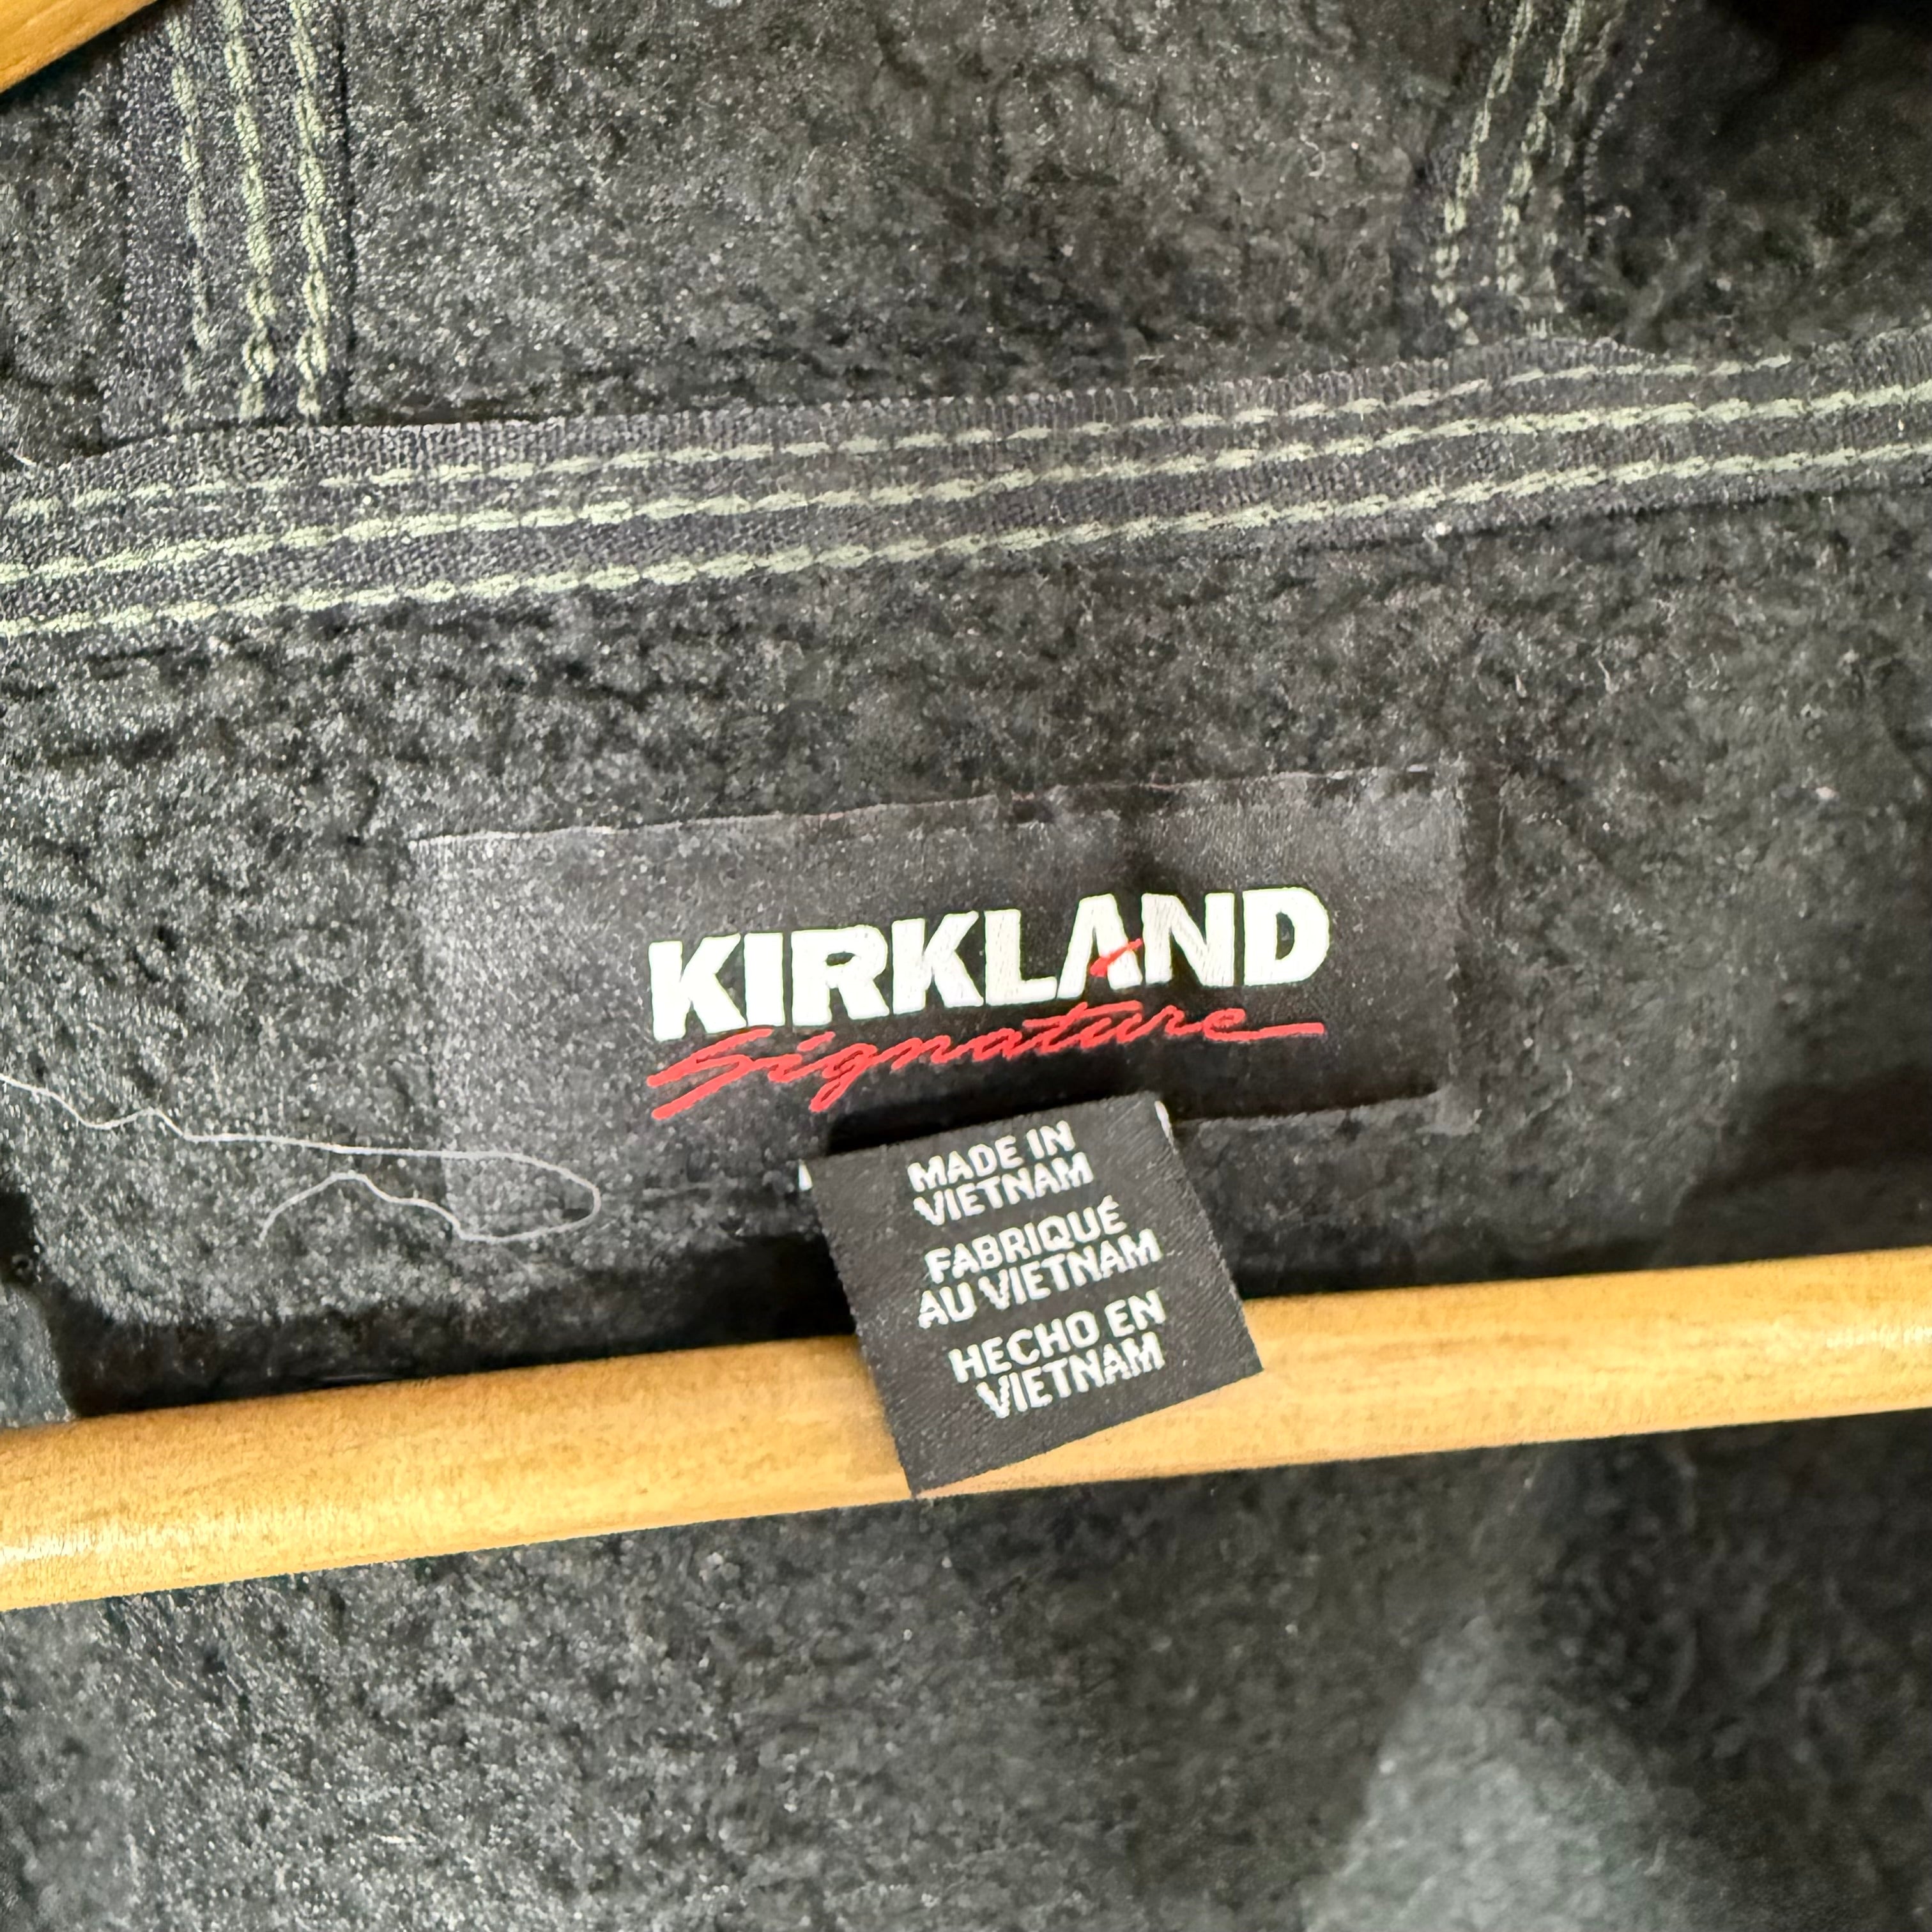 KIRKLAND
Signature
MADE IN
VIETNAM
FABRIQUÉ
AU VIETNAM
HECHO EN
VIETNAM